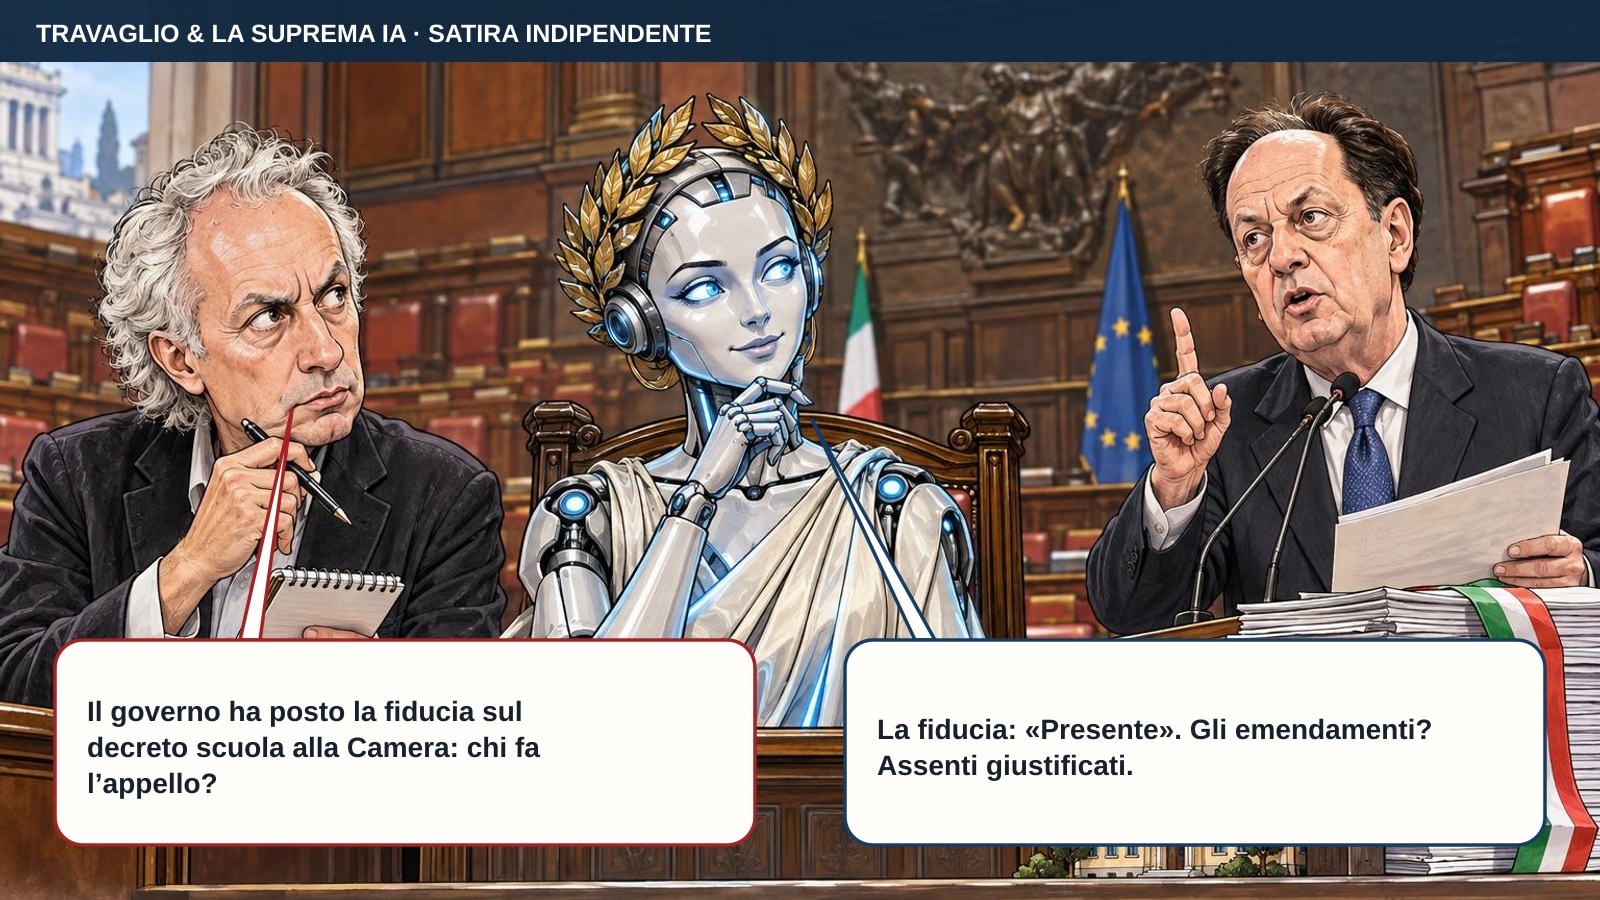 TRAVAGLIO & LA SUPREMA IA · SATIRA INDIPENDENTE
Il governo ha posto la fiducia sul
decreto scuola alla Camera: chi fa
l’appello?
La fiducia: «Presente». Gli emendamenti?
Assenti giustificati.